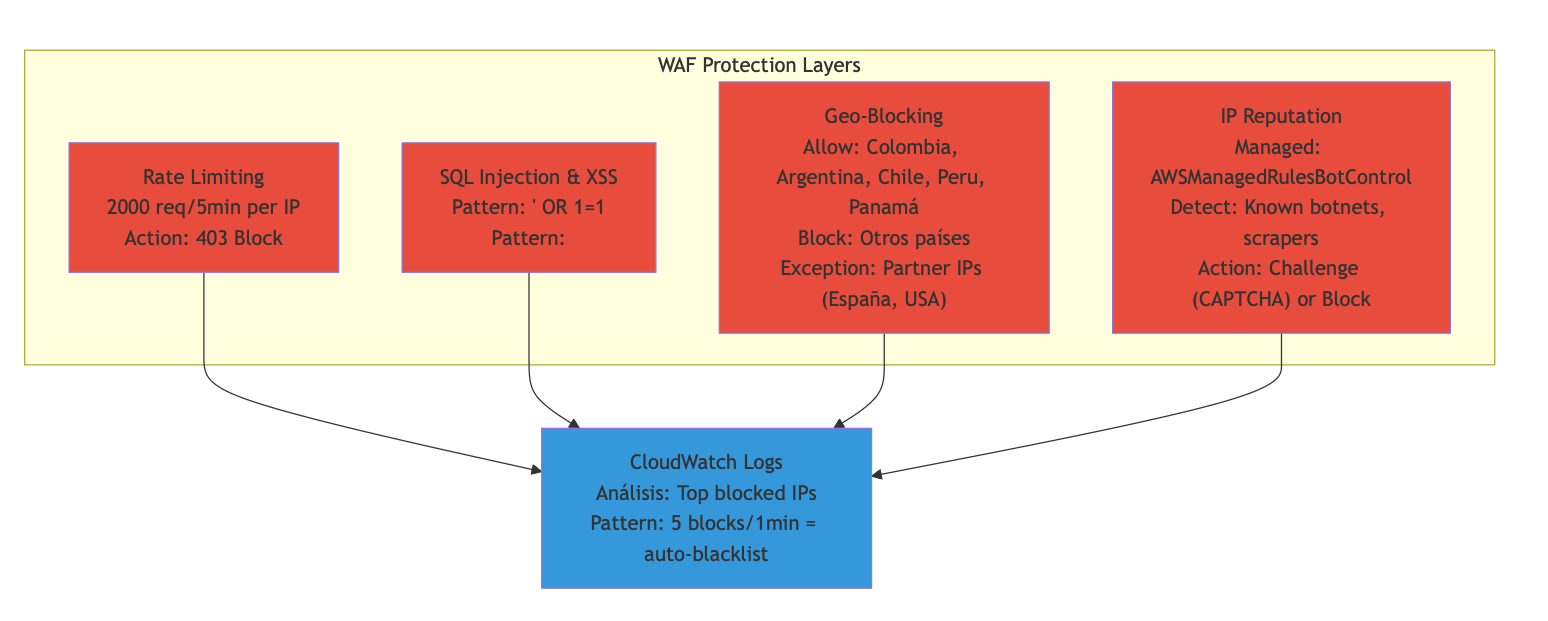 WAF Protection Layers
Rate Limiting
2000 req/5min per IP
Action: 403 Block
SQL Injection & XSS
Pattern: ' OR 1=1
Pattern:
Geo-Blocking
Allow: Colombia,
Argentina, Chile, Peru,
Panamá
Block: Otros países
Exception: Partner IPs
(España, USA)
IP Reputation
Managed:
AWSManagedRulesBotControl
Detect: Known botnets,
scrapers
Action: Challenge
(CAPTCHA) or Block
CloudWatch Logs
Análisis: Top blocked IPs
Pattern: 5 blocks/1min =
auto-blacklist